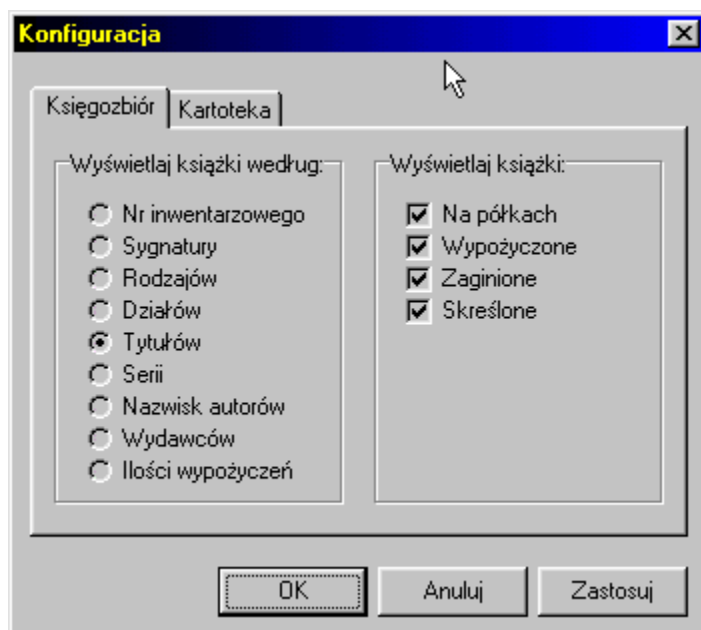 Konfiguracja
Księgozbiór Kartoteka
Wyświetlaj książki według:
Nr inwentarzowego
Sygnatury
Rodzajów
Działów
Tytułów
Serii
Nazwisk autorów
Wydawców
Ilości wypożyczeń
Wyświetlaj książki:
Na półkach
Wypożyczone
Zaginione
Skreślone
OK Anuluj Zastosuj